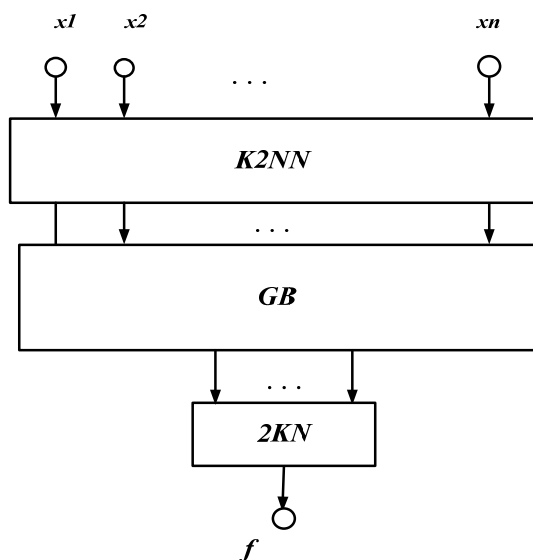 x1 x2 xn
. . .
K2NN
. . .
GB
. . .
2KN
f